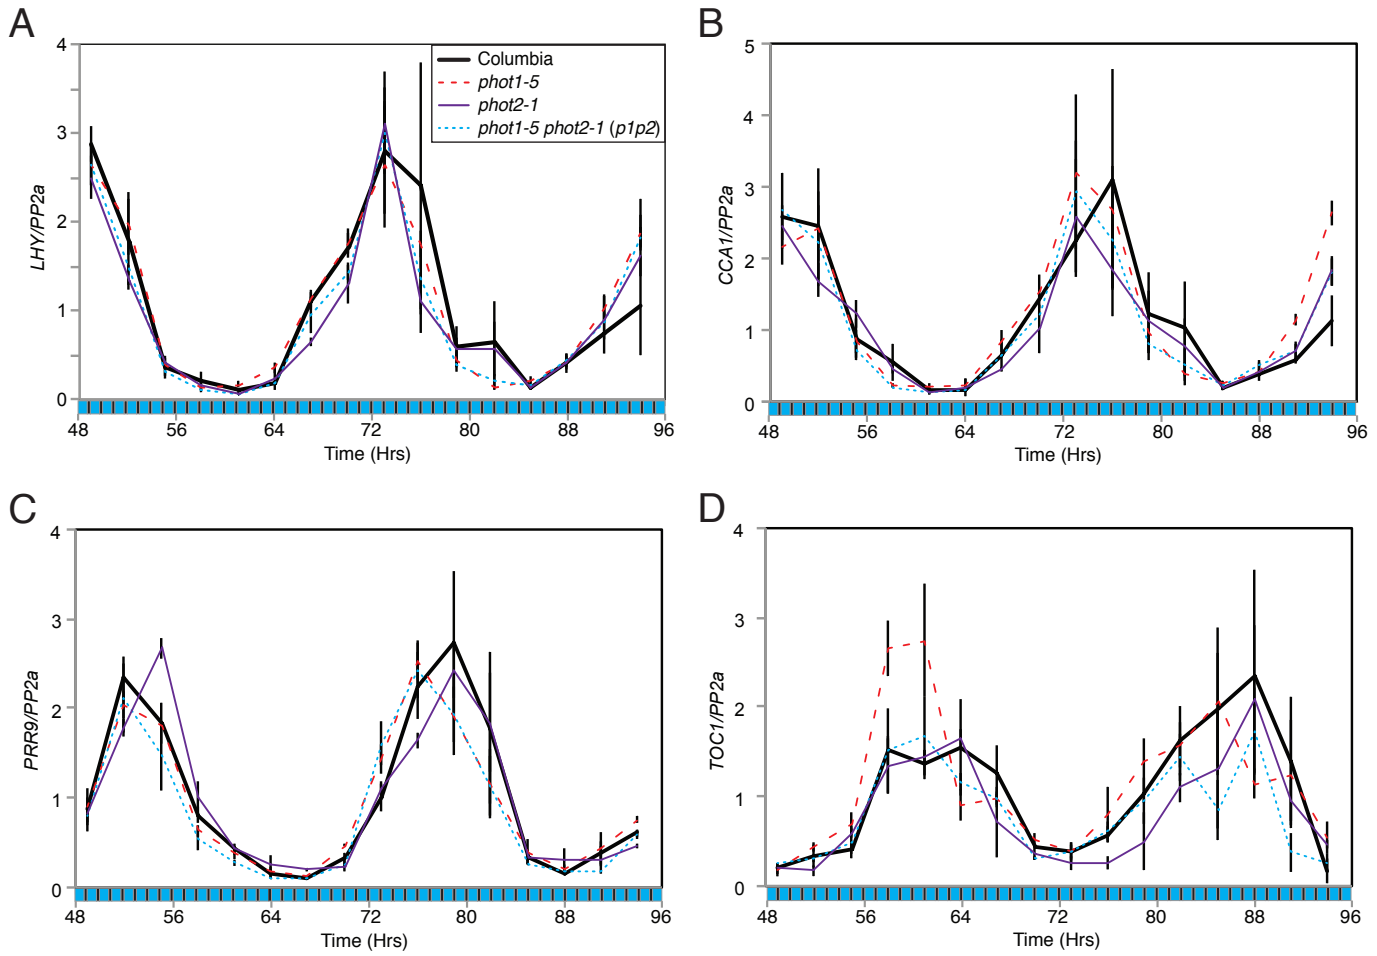 A
LHY/PP2a
4
3
2
1
0
48 56 64 72 80 88 96
Time (Hrs)
Columbia
phot1-5
phot2-1
phot1-5 phot2-1 (p1p2)
B
CCA1/PP2a
5
4
3
2
1
0
48 56 64 72 80 88 96
Time (Hrs)
C
PRR9/PP2a
4
3
2
1
0
48 56 64 72 80 88 96
Time (Hrs)
D
TOC1/PP2a
4
3
2
1
0
48 56 64 72 80 88 96
Time (Hrs)